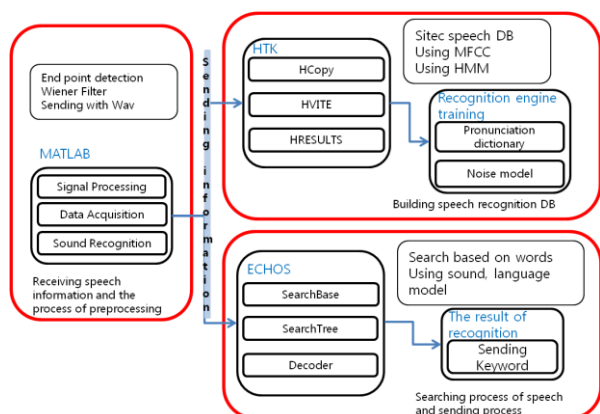 End point detection
Wiener Filter
Sending with Wav
MATLAB
Signal Processing
Data Acquisition
Sound Recognition
Receiving speech
information and the
process of preprocessing
Sending information
HTK
HCopy
HVITE
HRESULTS
Sitec speech DB
Using MFCC
Using HMM
Recognition engine
training
Pronunciation
dictionary
Noise model
Building speech recognition DB
ECHOS
SearchBase
SearchTree
Decoder
Search based on words
Using sound, language
model
The result of
recognition
Sending
Keyword
Searching process of speech
and sending process